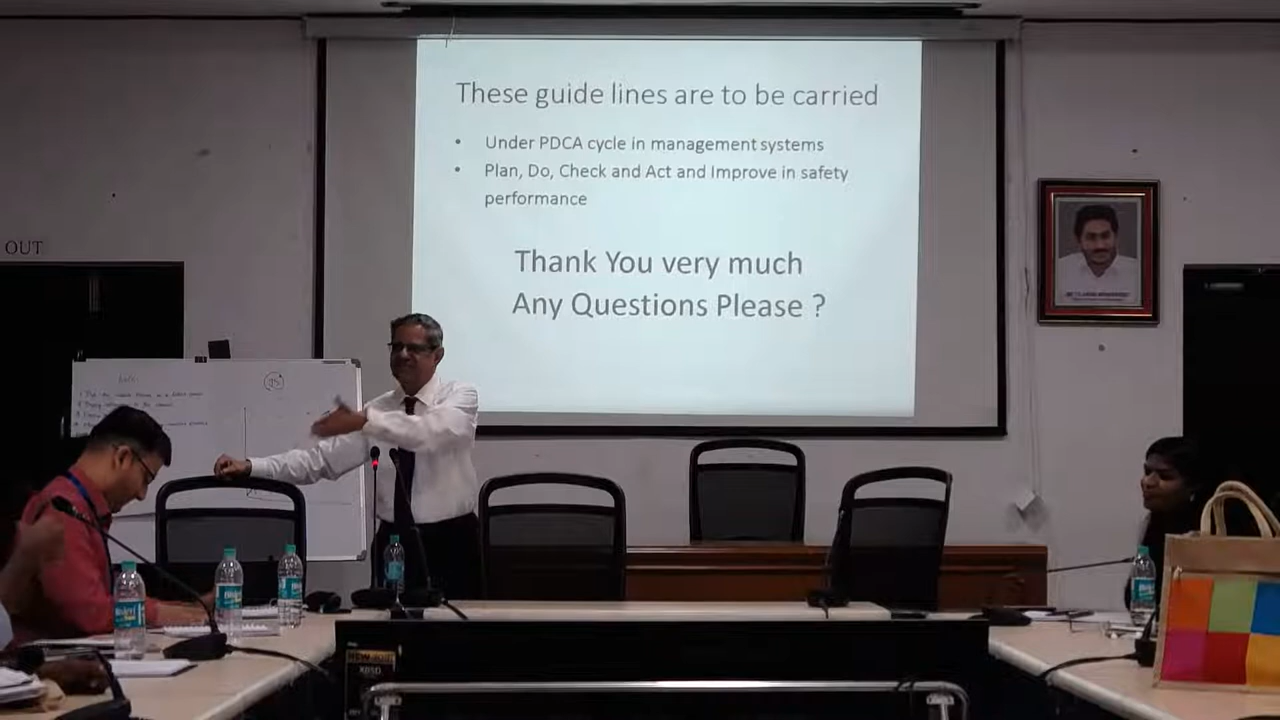 These guide lines are to be carried
• Under PDCA cycle in management systems
• Plan, Do, Check and Act and Improve in safety
performance
Thank You very much
Any Questions Please ?
OUT